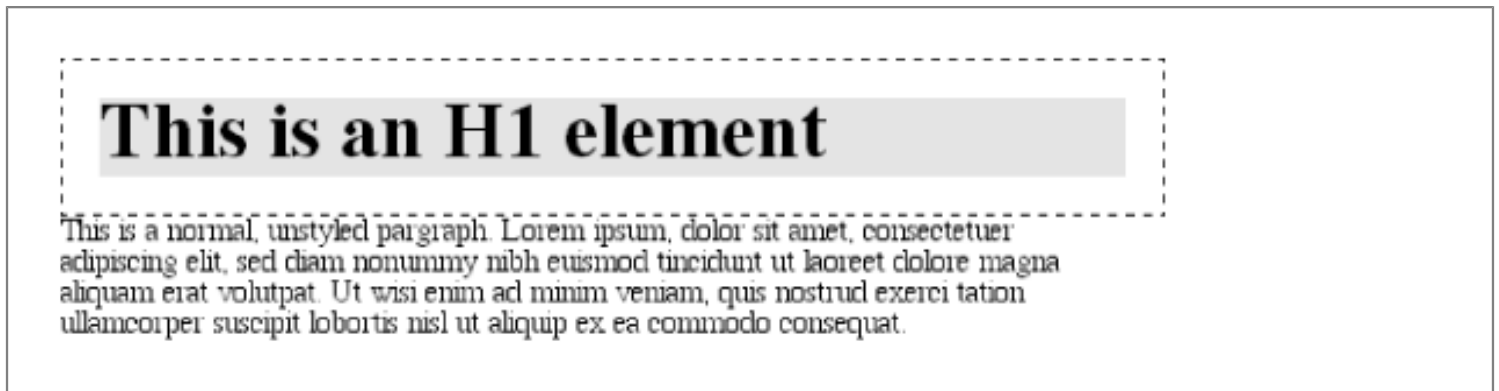 This is an H1 element
This is a normal, unstyled pargraph. Lorem ipsum, dolor sit amet, consectetuer
adipiscing elit, sed diam nonummy nibh euismod tincidunt ut laoreet dolore magna
aliquam erat volutpat. Ut wisi enim ad minim veniam, quis nostrud exerci tation
ullamcorper suscipit lobortis nisl ut aliquip ex ea commodo consequat.